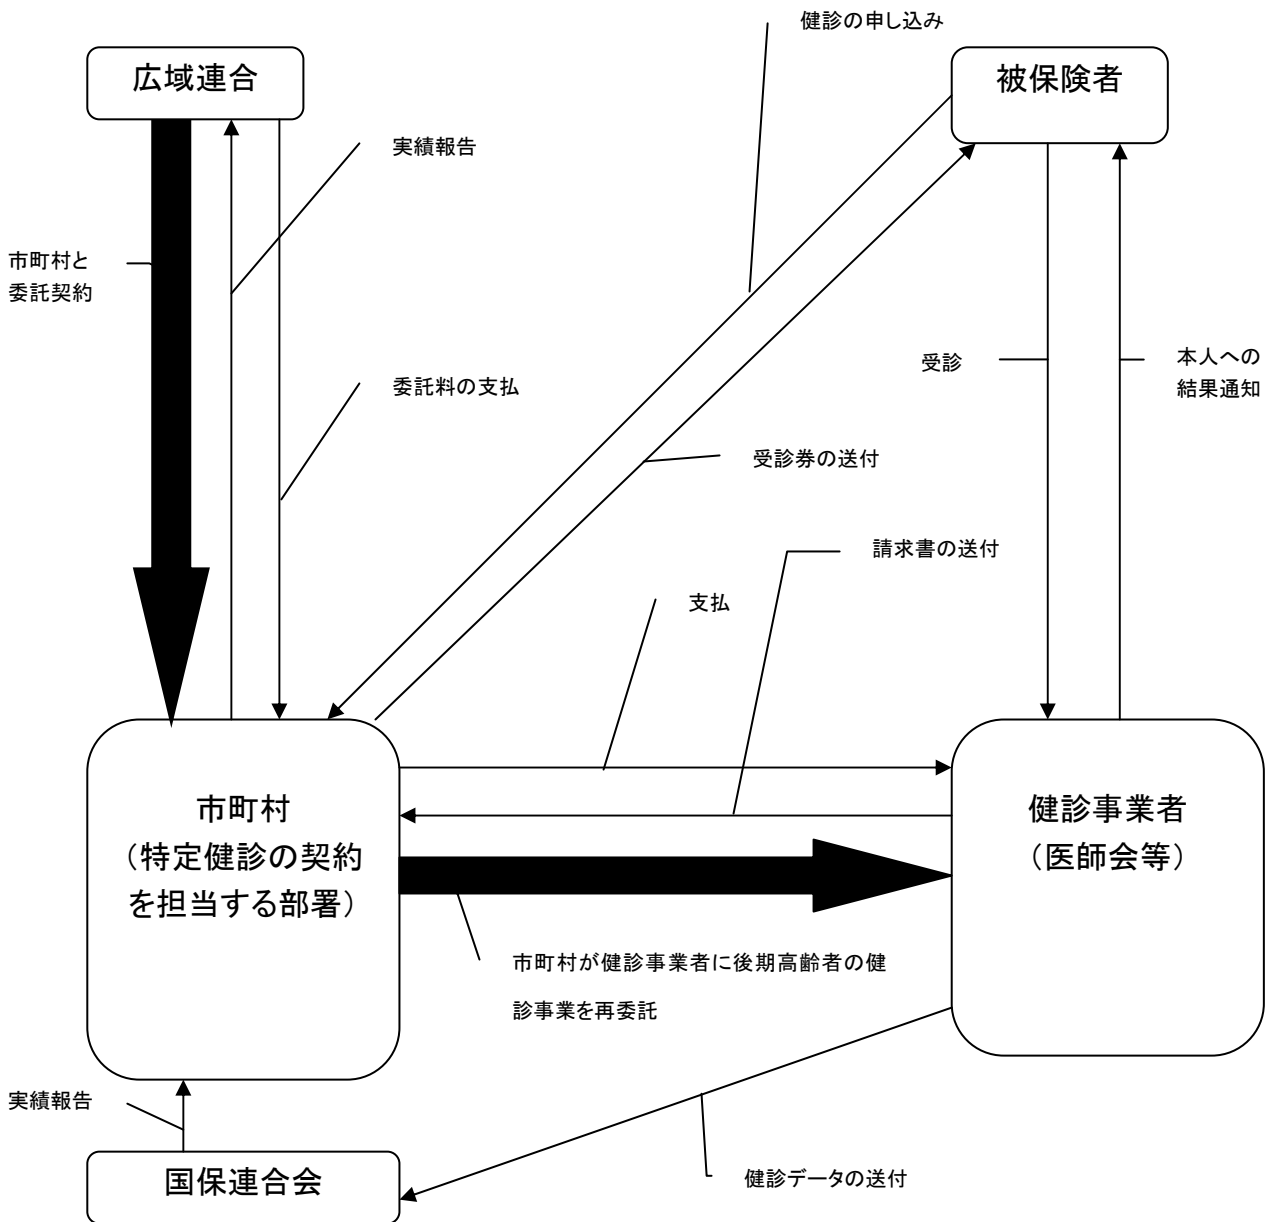 健診の申し込み
広域連合
被保険者
実績報告
市町村と
委託契約
受診
本人への
結果通知
委託料の支払
受診券の送付
請求書の送付
支払
市町村
（特定健診の契約
を担当する部署）
健診事業者
（医師会等）
市町村が健診事業者に後期高齢者の健
診事業を再委託
実績報告
国保連合会
健診データの送付